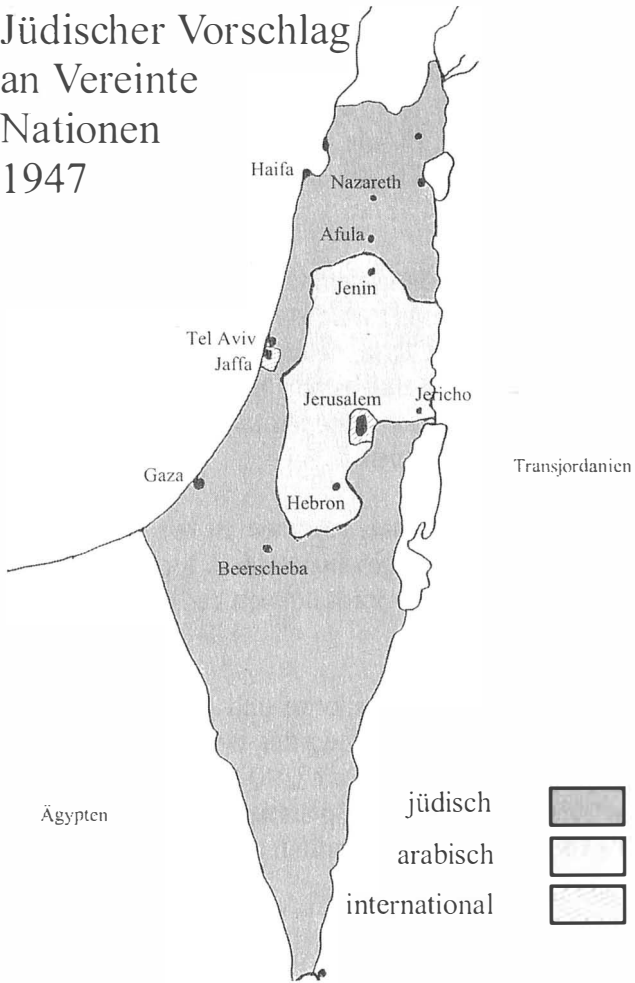 Jüdischer Vorschlag
an Vereinte
Nationen
1947
Haifa
Nazareth
Afula
Jenin
Tel Aviv
Jaffa
Jerusalem
Jericho
Gaza
Hebron
Transjordanien
Beerscheba
Ägypten
jüdisch
arabisch
international